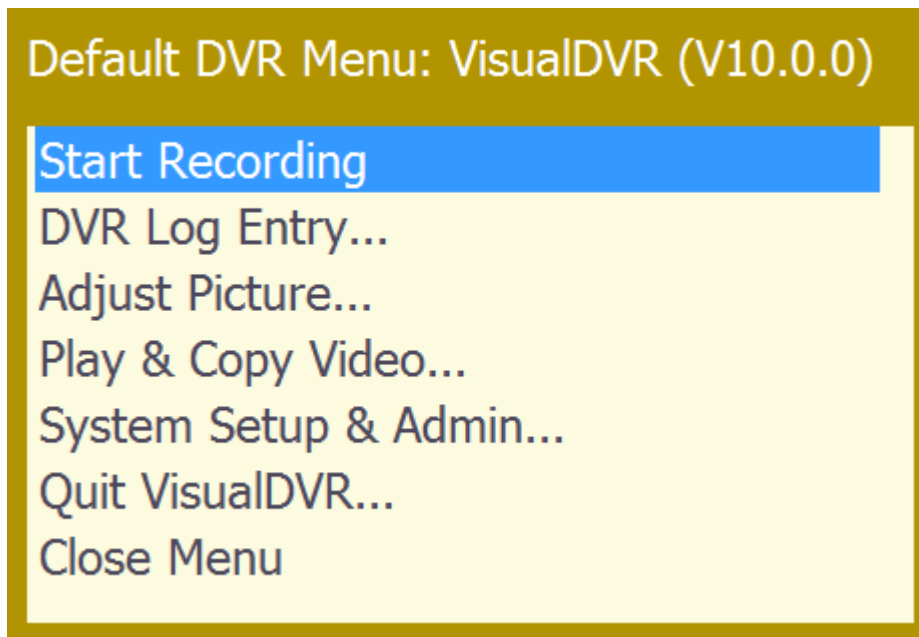 Default DVR Menu: VisualDVR (V10.0.0)
Start Recording
DVR Log Entry...
Adjust Picture...
Play & Copy Video...
System Setup & Admin...
Quit VisualDVR...
Close Menu